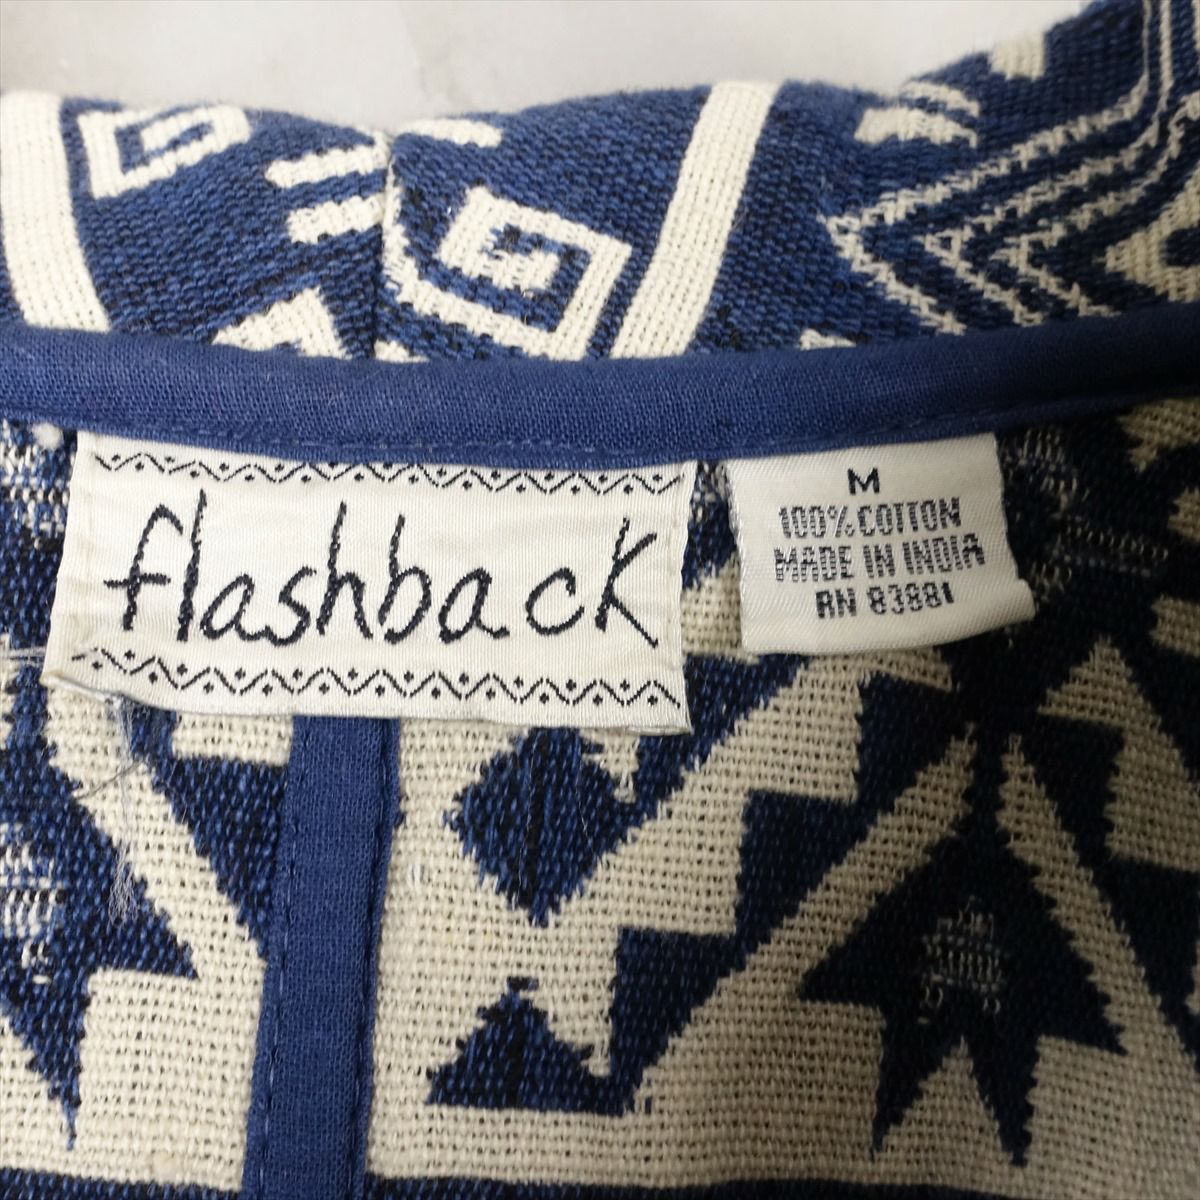 flashback
M
100% COTTON
MADE IN INDIA
RN 83881